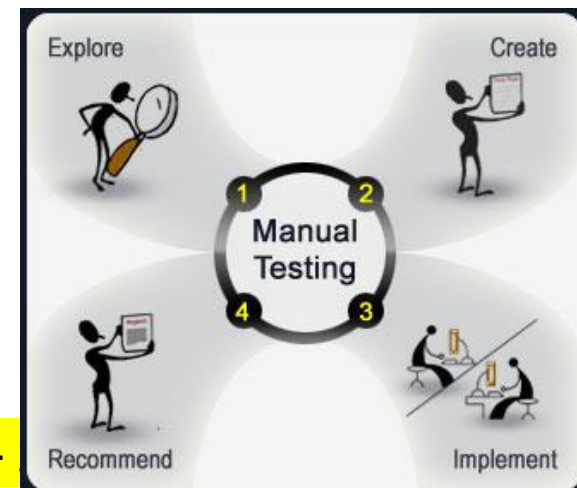 Explore
Create
1
2
Manual
Testing
4
3
Recommend
Implement